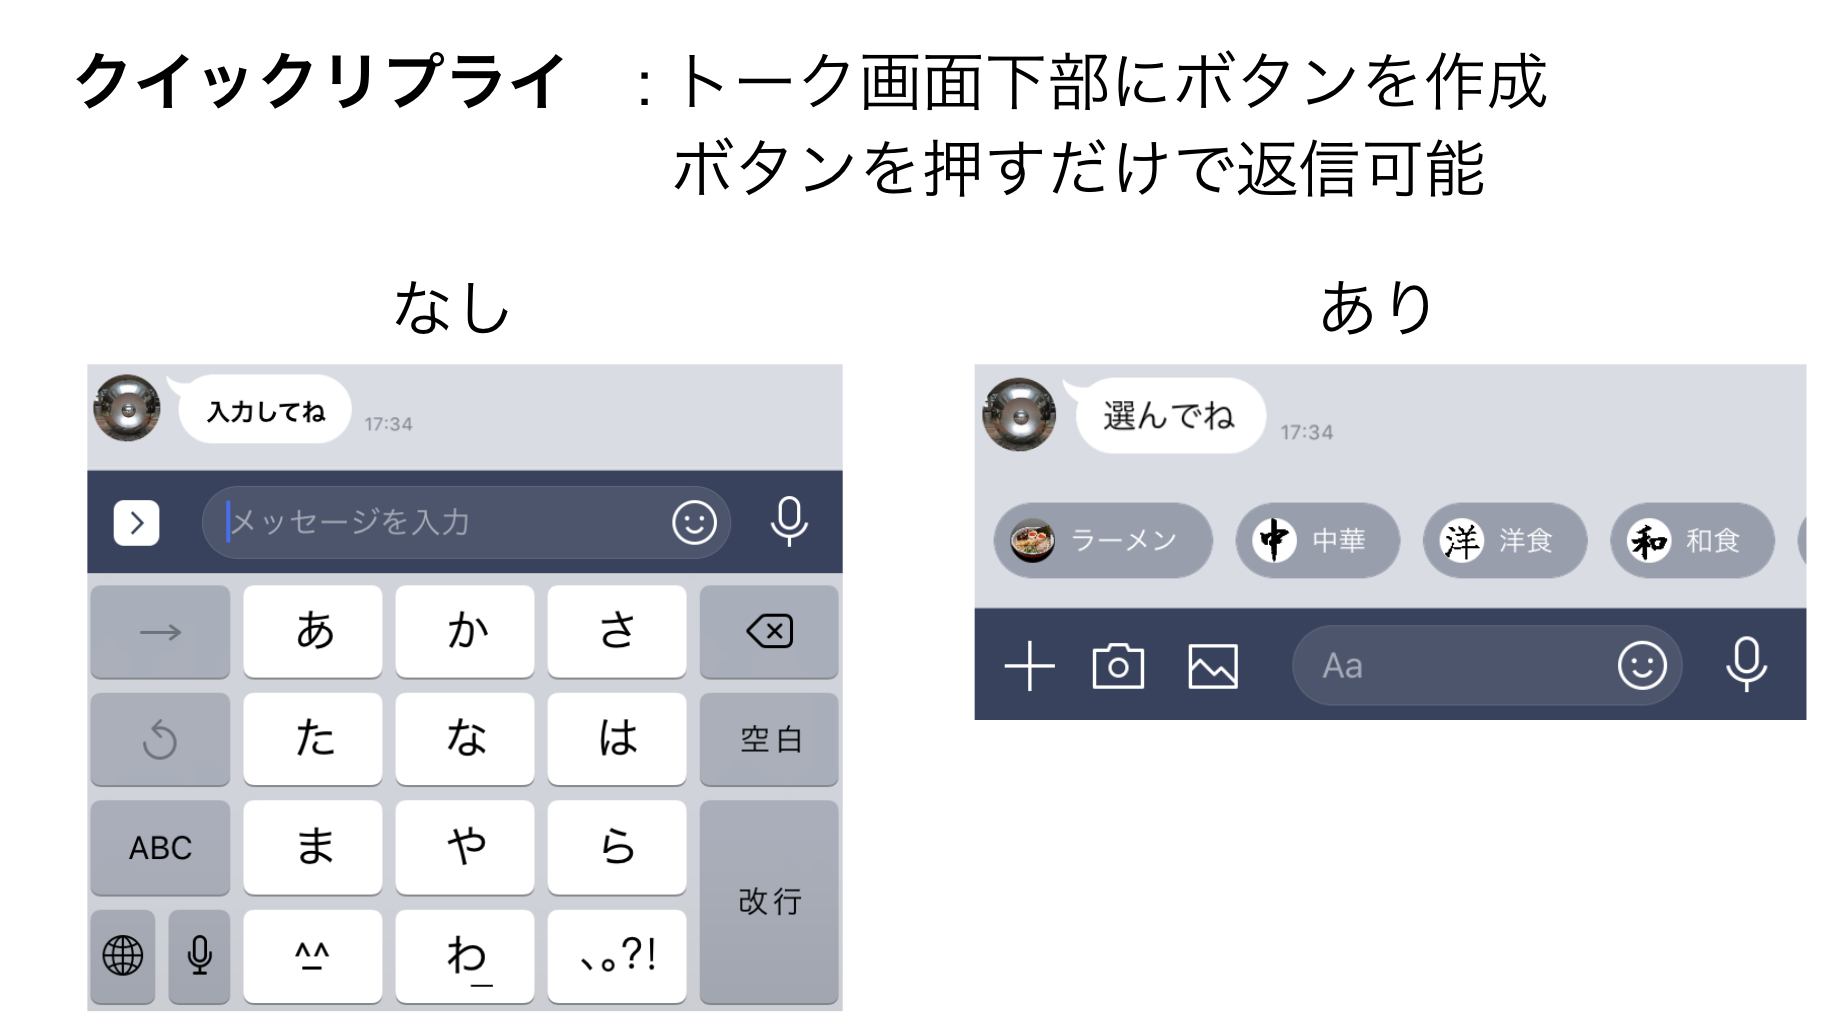 クイックリプライ ：トーク画面下部にボタンを作成
ボタンを押すだけで返信可能
なし
入力してね
17:34
メッセージを入力
→ あ か さ
た な は 空白
ABC ま や ら
改行
^_^ わ_ 、。?!
あり
選んでね
17:34
ラーメン 中 中華 洋 洋食 和 和食
Aa